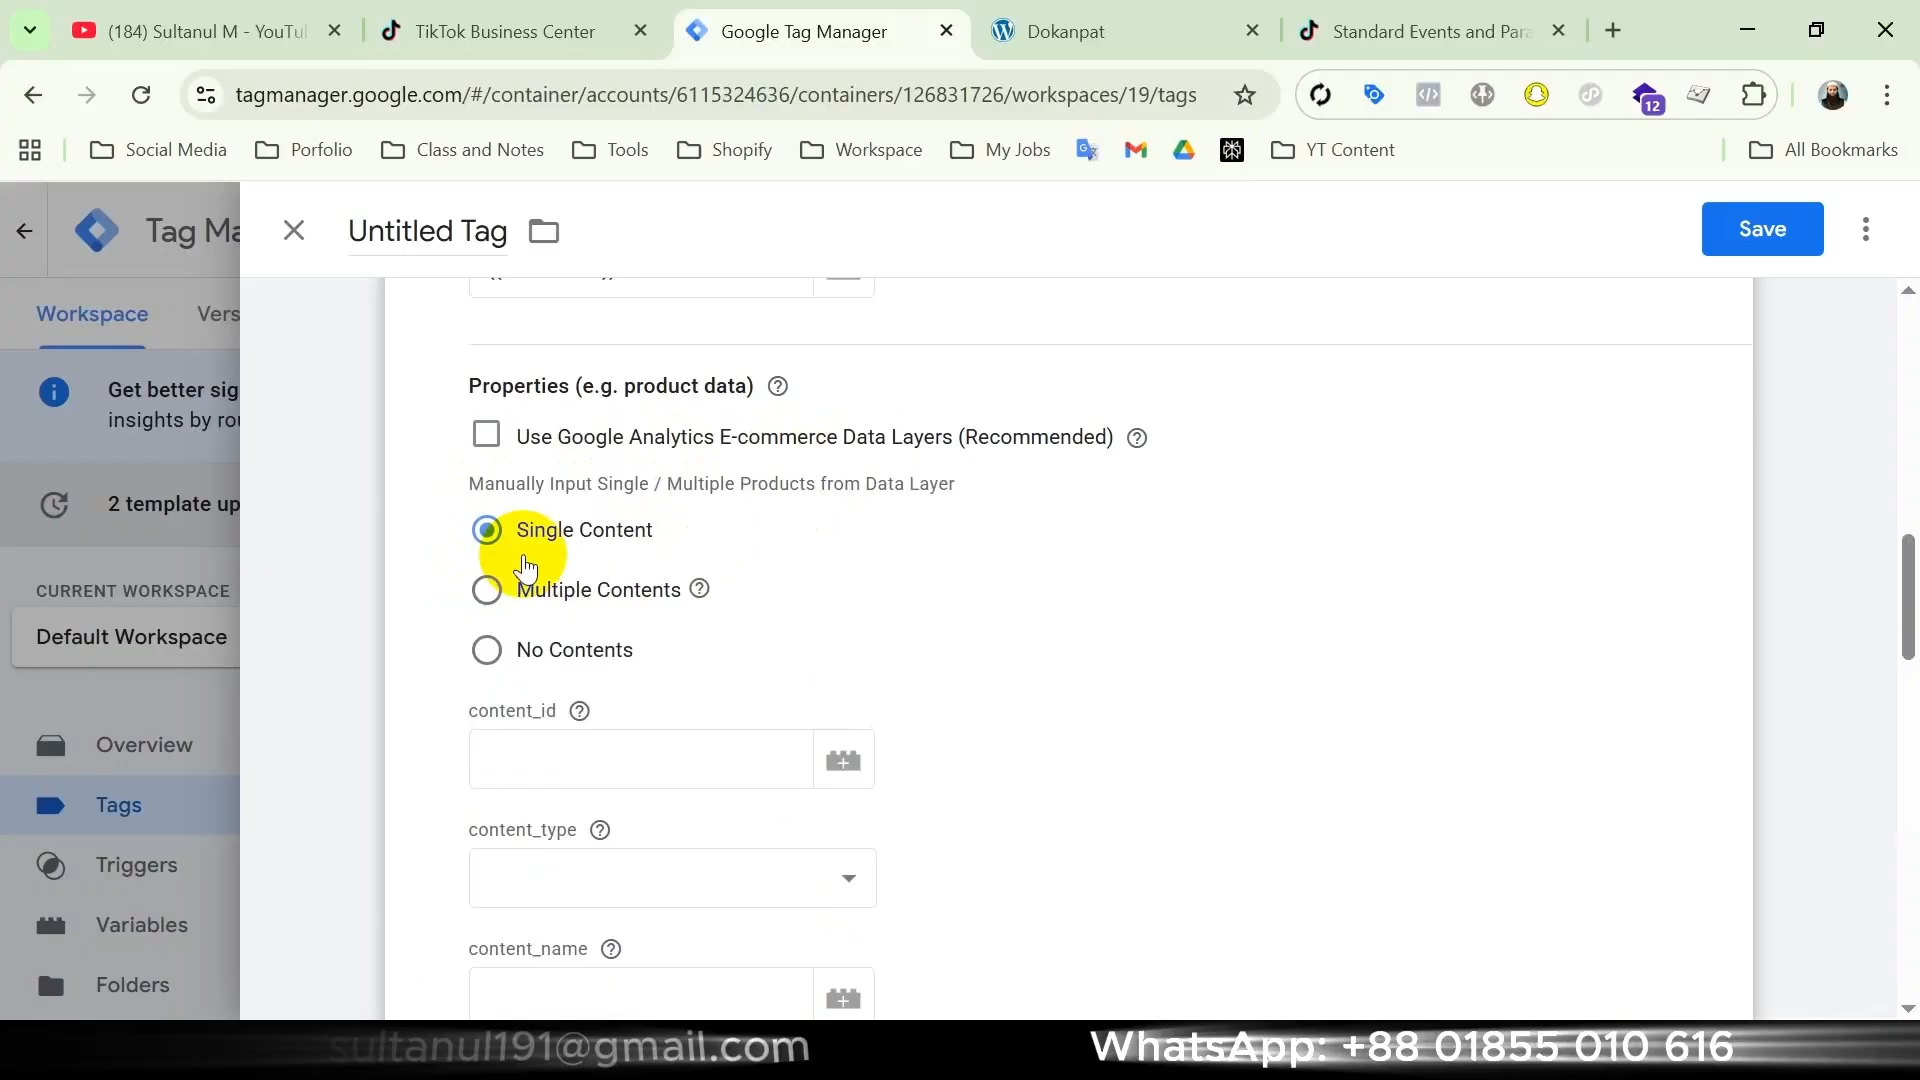 (184) Sultanul M - YouTu
TikTok Business Center
Google Tag Manager
Dokanpat
Standard Events and Para
tagmanager.google.com/#/container/accounts/6115324636/containers/126831726/workspaces/19/tags
12
Social Media
Porfolio
Class and Notes
Tools
Shopify
Workspace
My Jobs
YT Content
All Bookmarks
Tag Ma
Untitled Tag
Save
Workspace
Vers
Get better sig
insights by rou
2 template up
CURRENT WORKSPACE
Default Workspace
Overview
Tags
Triggers
Variables
Folders
Properties (e.g. product data)
Use Google Analytics E-commerce Data Layers (Recommended)
Manually Input Single / Multiple Products from Data Layer
Single Content
Multiple Contents
No Contents
content_id
content_type
content_name
sultanul191@gmail.com
WhatsApp: +88 01855 010 616